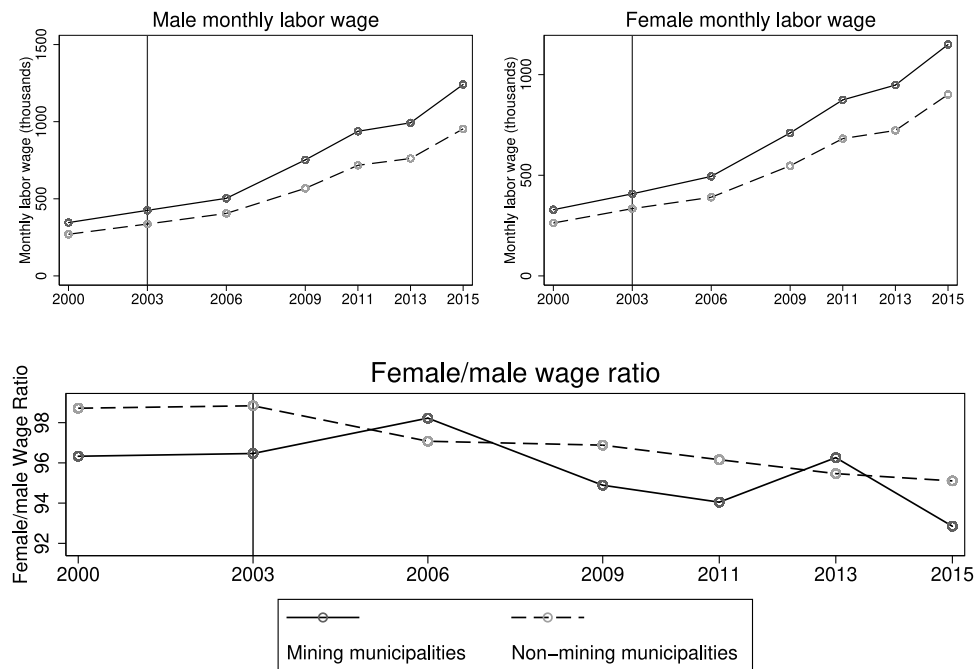 Male monthly labor wage
Monthly labor wage (thousands)
1500
1000
500
0
2000 2003 2006 2009 2011 2013 2015
Female monthly labor wage
Monthly labor wage (thousands)
1000
500
0
2000 2003 2006 2009 2011 2013 2015
Female/male wage ratio
Female/male Wage Ratio
98
96
94
92
2000 2003 2006 2009 2011 2013 2015
Mining municipalities Non−mining municipalities